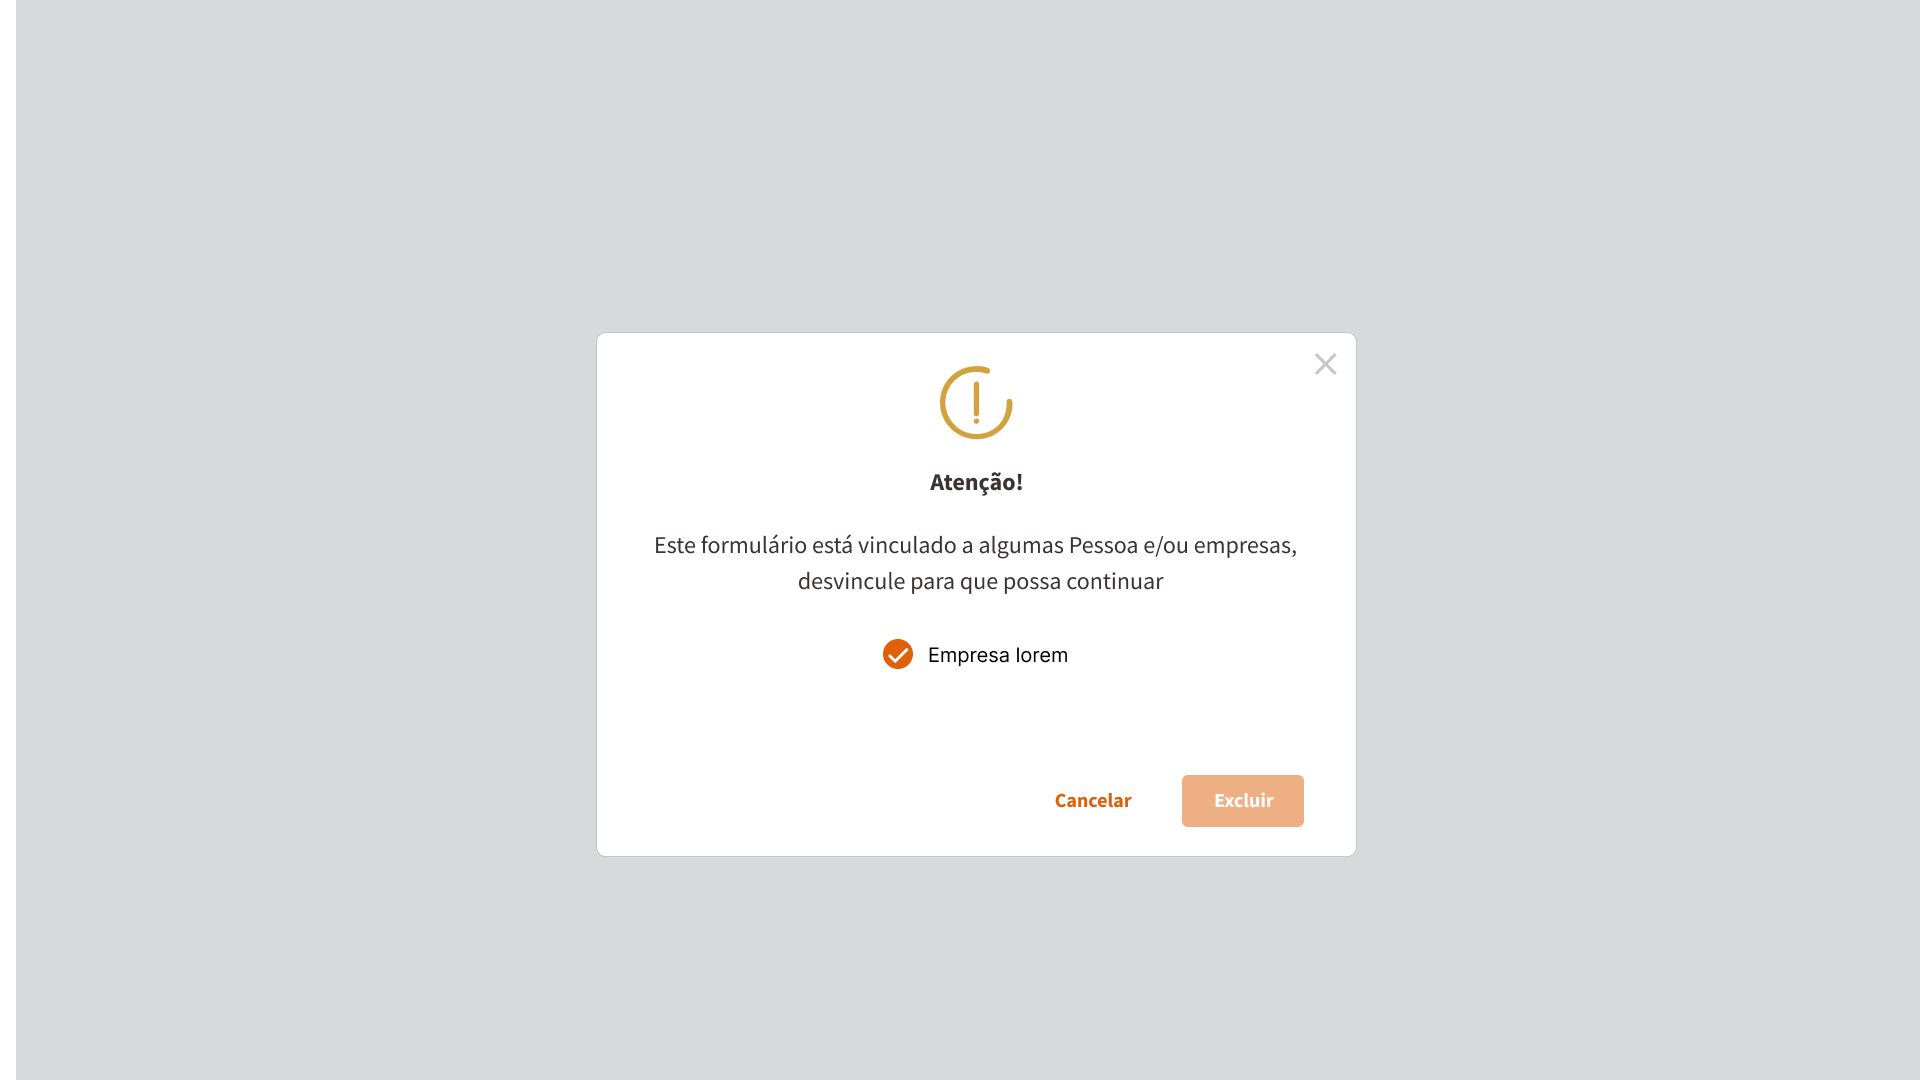 Atenção!
Este formulário está vinculado a algumas Pessoa e/ou empresas,
desvincule para que possa continuar
Empresa lorem
Cancelar
Excluir